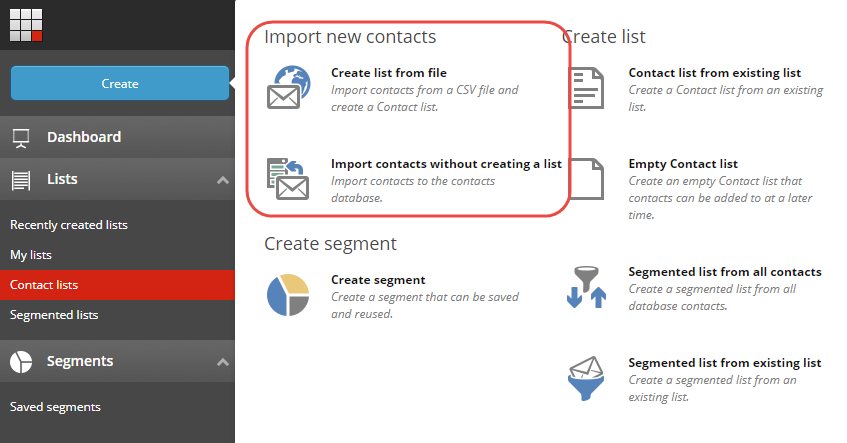 Create
Dashboard
Lists
Recently created lists
My lists
Contact lists
Segmented lists
Segments
Saved segments
Import new contacts
Create list from file
Import contacts from a CSV file and
create a Contact list.
Import contacts without creating a list
Import contacts to the contacts
database.
Create segment
Create segment
Create a segment that can be saved
and reused.
Create list
Contact list from existing list
Create a Contact list from an existing
list.
Empty Contact list
Create an empty Contact list that
contacts can be added to at a later
time.
Segmented list from all contacts
Create a segmented list from all
database contacts.
Segmented list from existing list
Create a segmented list from an
existing list.